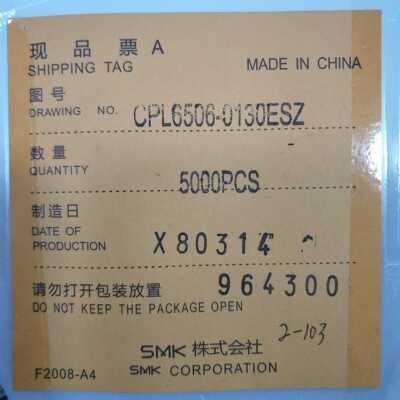 现品票A
SHIPPING TAG
MADE IN CHINA
图号
DRAWING NO. CPL6506-0130ESZ
数量
QUANTITY
5000PCS
制造日
DATE OF
PRODUCTION
X80314
请勿打开包装放置
964300
DO NOT KEEP THE PACKAGE OPEN
2-103
SMK 株式会社
F2008-A4
SMK CORPORATION